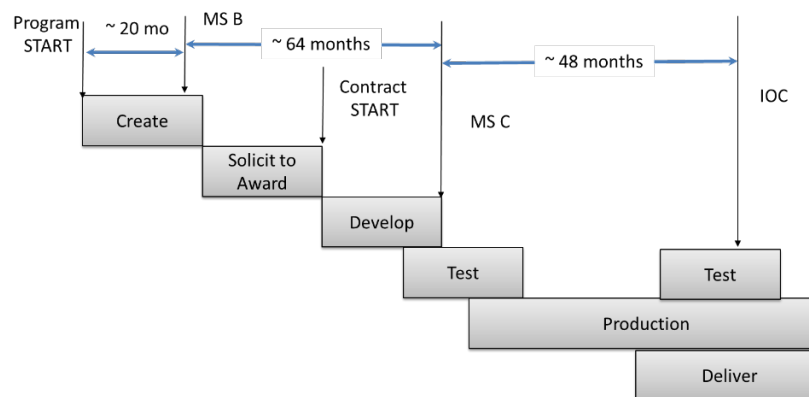 Program
START
~ 20 mo
MS B
~ 64 months
~ 48 months
Contract
START
MS C
IOC
Create
Solicit to
Award
Develop
Test
Test
Production
Deliver